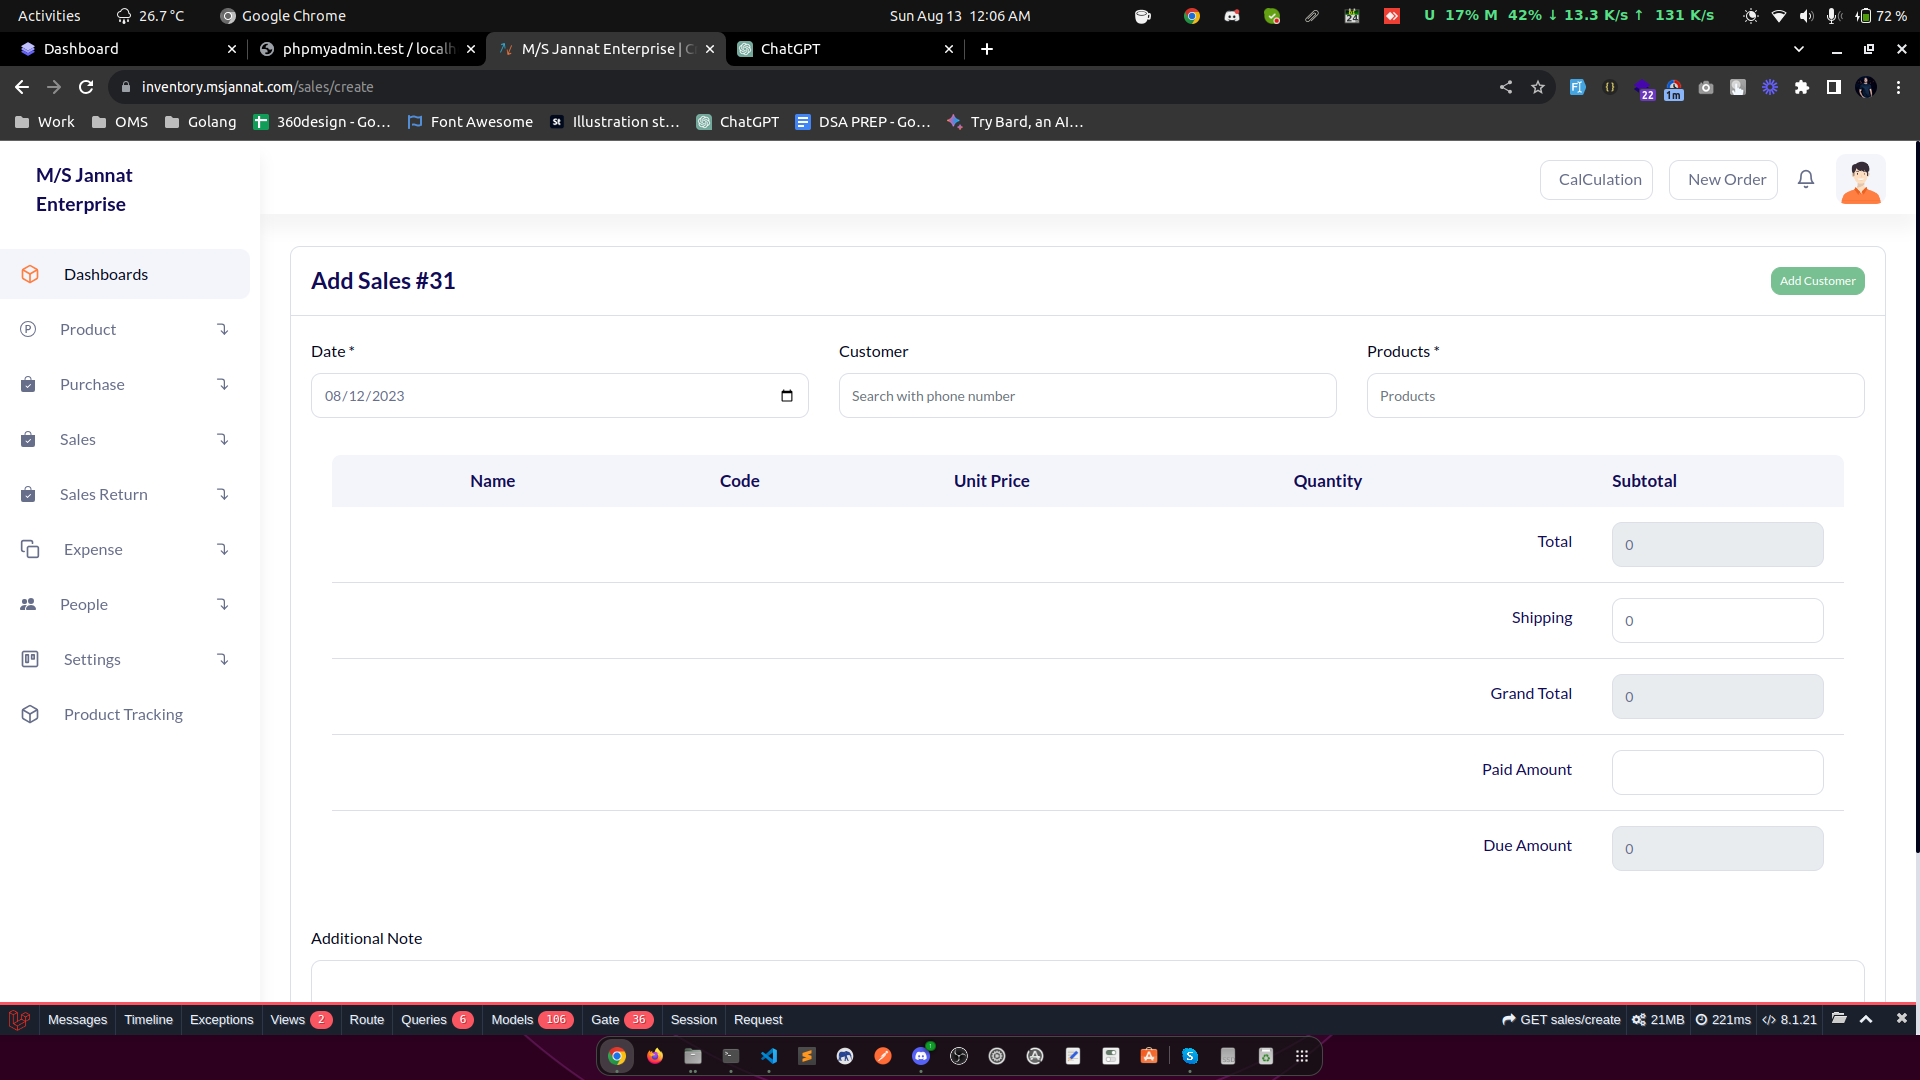 Activities 26.7 °C Google Chrome Sun Aug 13 12:06 AM U 17% M 42% ↓ 13.3 K/s ↑ 131 K/s 72 %
Dashboard phpmyadmin.test / localh M/S Jannat Enterprise | C ChatGPT
inventory.msjannat.com/sales/create 22 1m
Work OMS Golang 360design - Go... Font Awesome Illustration st... ChatGPT DSA PREP - Go... Try Bard, an AI...
M/S Jannat
Enterprise
CalCulation New Order
Dashboards
Product
Purchase
Sales
Sales Return
Expense
People
Settings
Product Tracking
Add Sales #31 Add Customer
Date * Customer Products *
08/12/2023 Search with phone number Products
Name Code Unit Price Quantity Subtotal
Total 0
Shipping 0
Grand Total 0
Paid Amount
Due Amount 0
Additional Note
Messages Timeline Exceptions Views 2 Route Queries 6 Models 106 Gate 36 Session Request GET sales/create 21MB 221ms 8.1.21